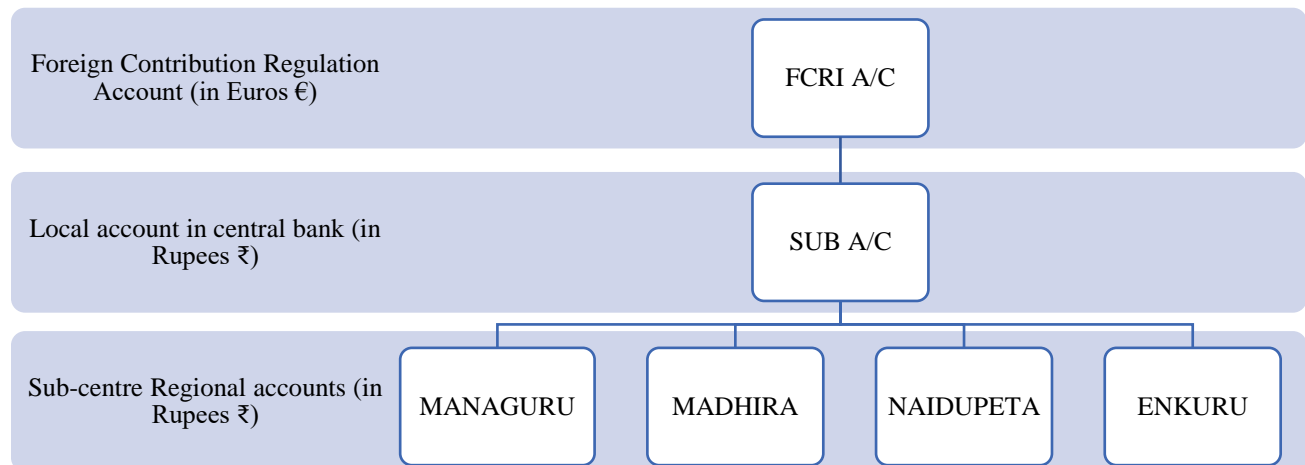 Foreign Contribution Regulation
Account (in Euros €)
FCRI A/C
Local account in central bank (in
Rupees ₹)
SUB A/C
Sub-centre Regional accounts (in
Rupees ₹)
MANAGURU
MADHIRA
NAIDUPETA
ENKURU